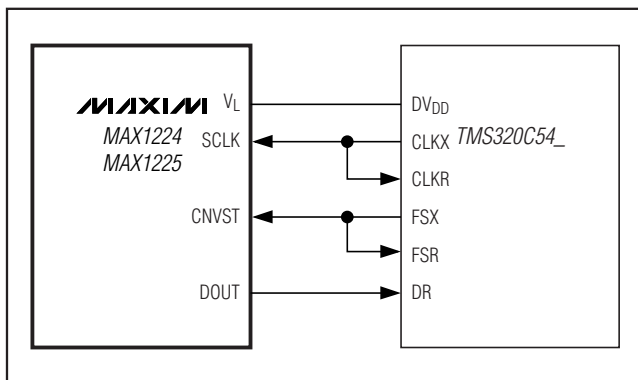 MAXIM
MAX1224
MAX1225
VL
SCLK
CNVST
DOUT
DVDD
CLKX
CLKR
FSX
FSR
DR
TMS320C54_